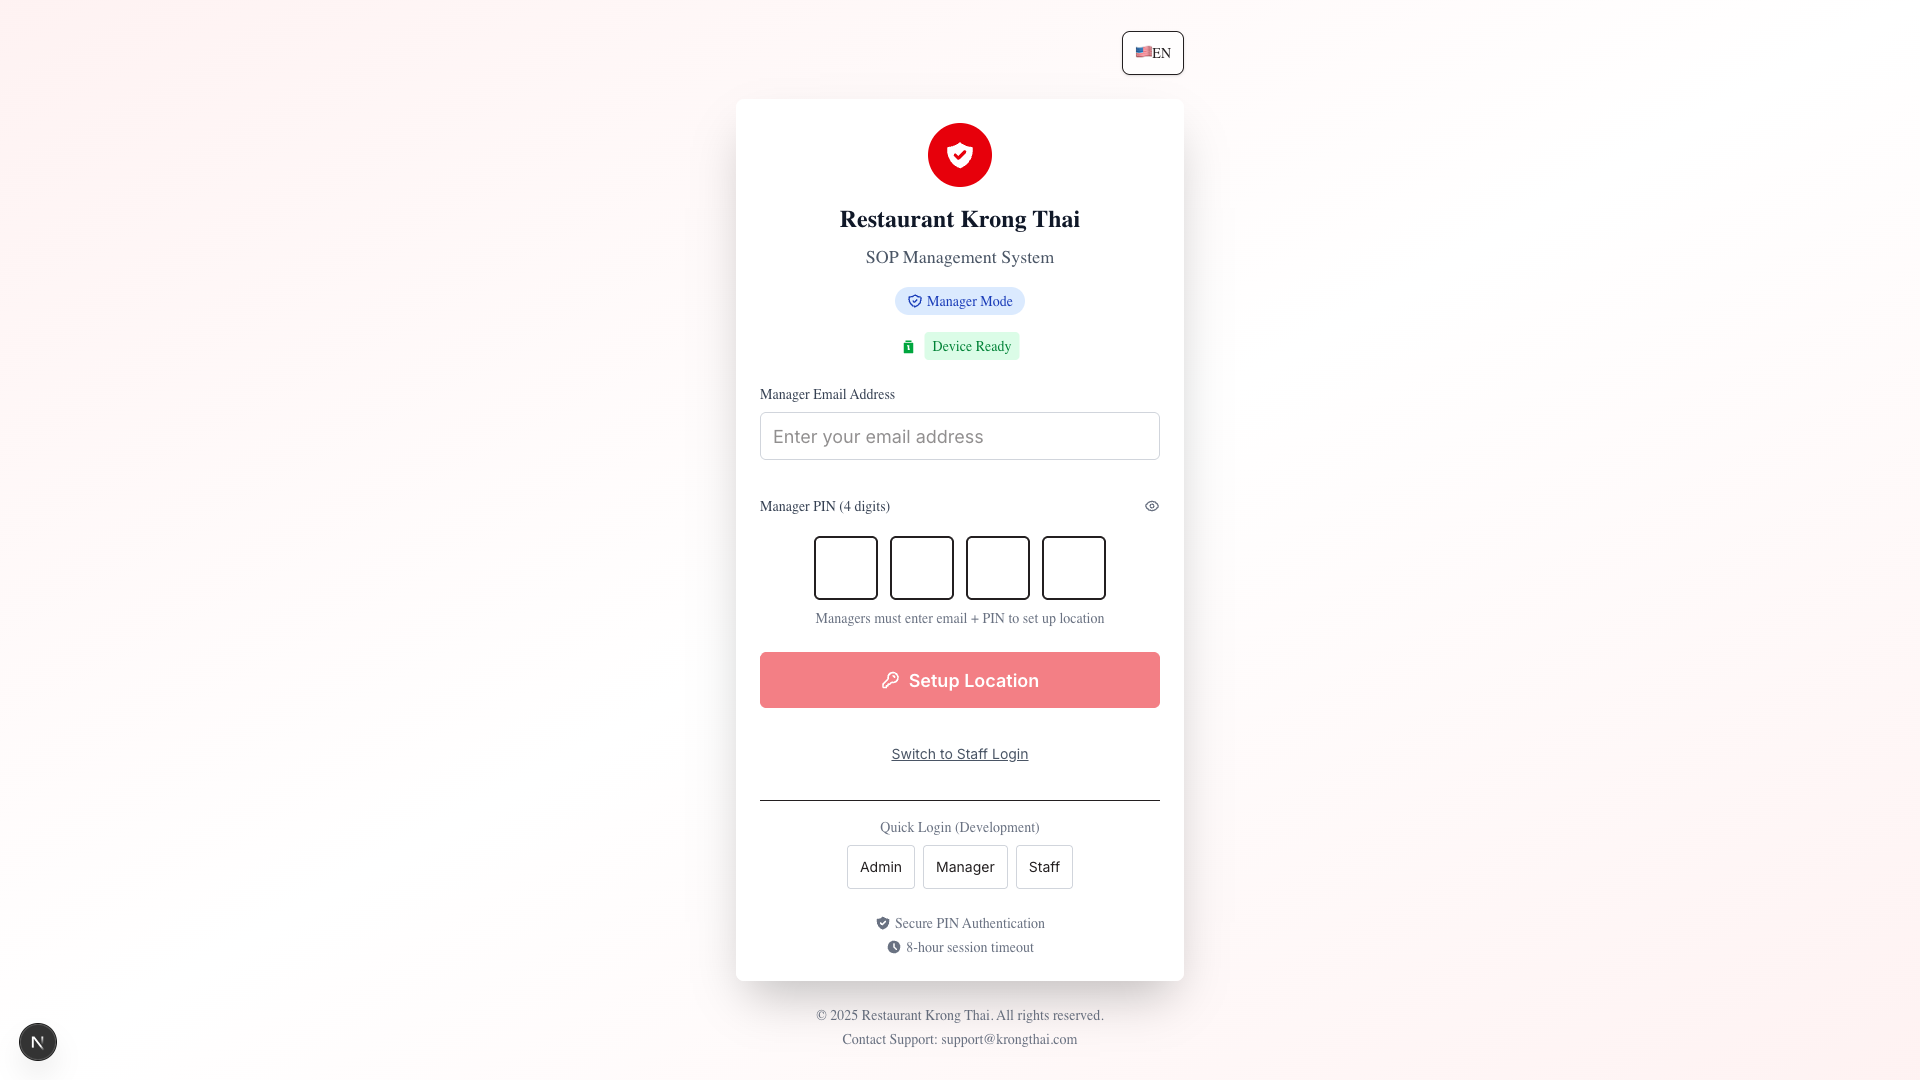 🇺🇸EN
Restaurant Krong Thai
SOP Management System
Manager Mode
Device Ready
Manager Email Address
Enter your email address
Manager PIN (4 digits)
Managers must enter email + PIN to set up location
Setup Location
Switch to Staff Login
Quick Login (Development)
Admin Manager Staff
Secure PIN Authentication
8-hour session timeout
© 2025 Restaurant Krong Thai. All rights reserved.
Contact Support: support@krongthai.com
N